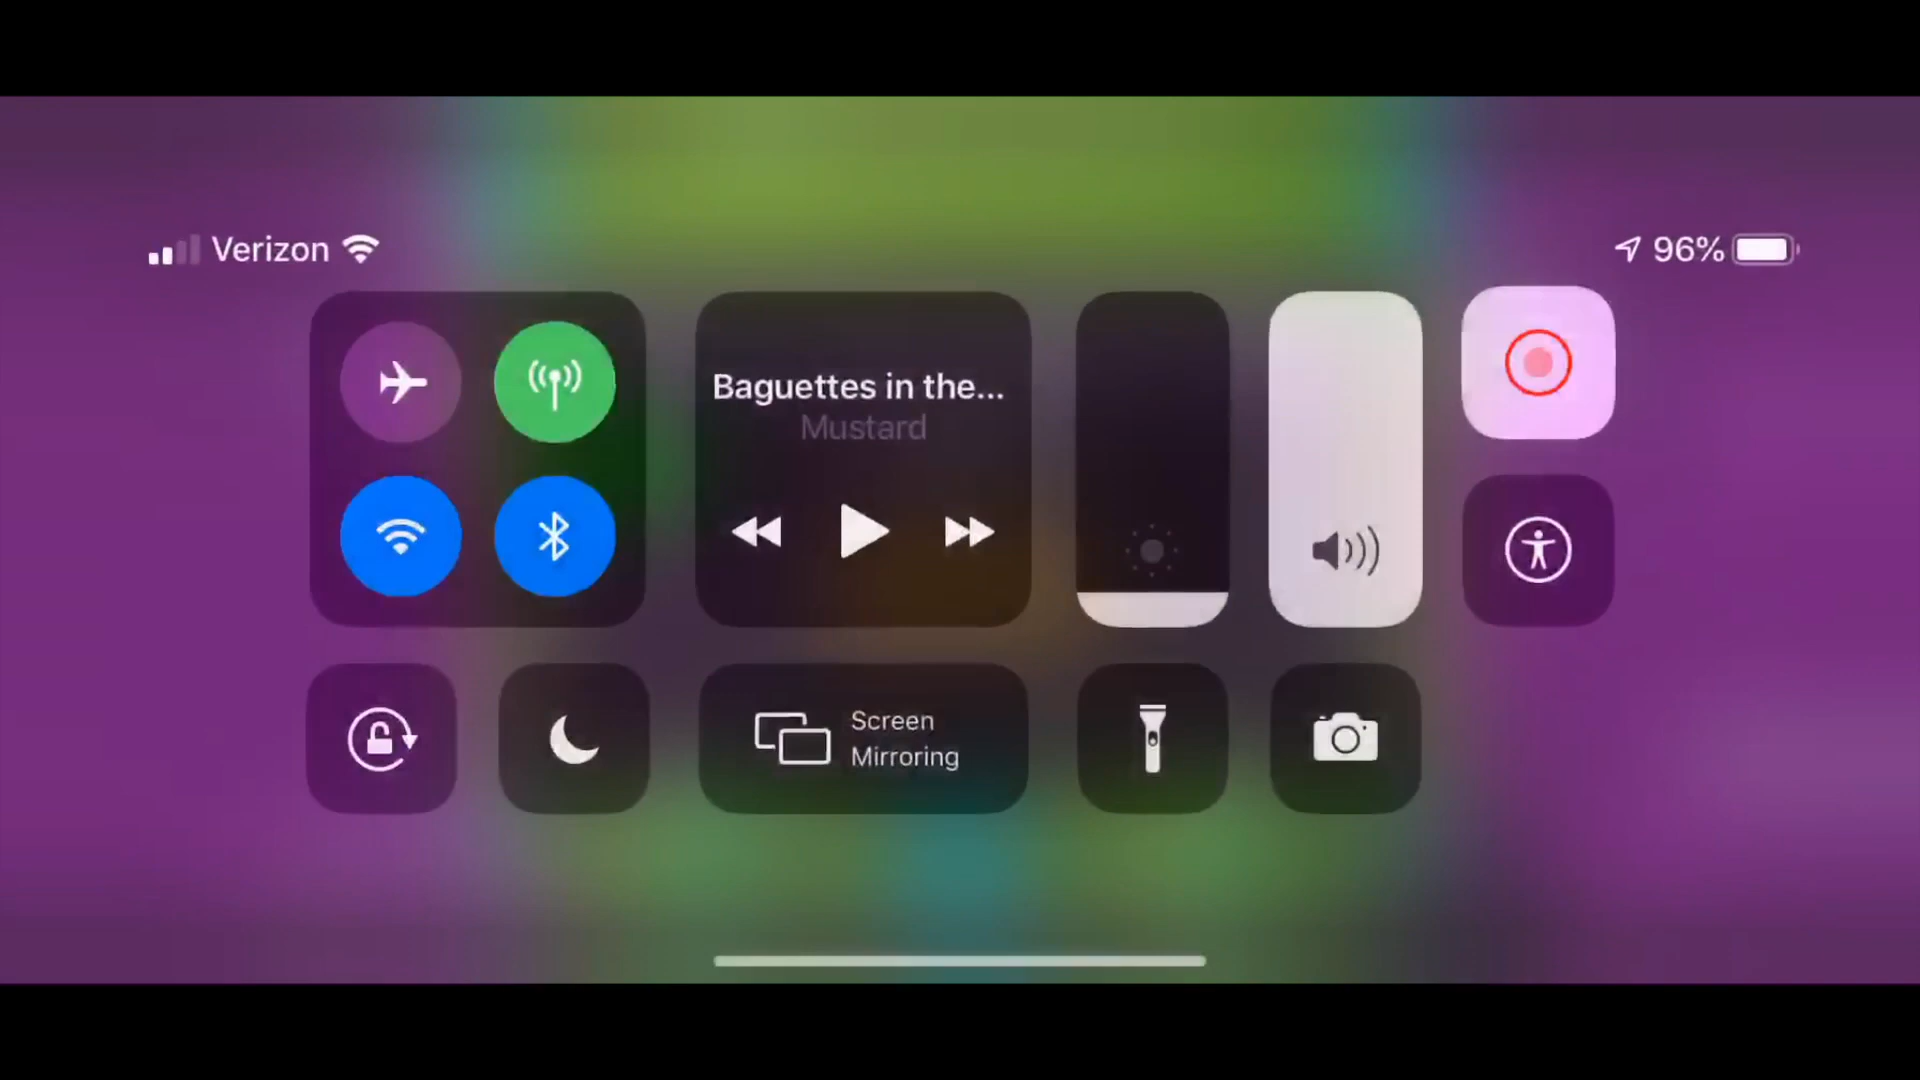 Verizon
96%
Baguettes in the...
Mustard
Screen
Mirroring